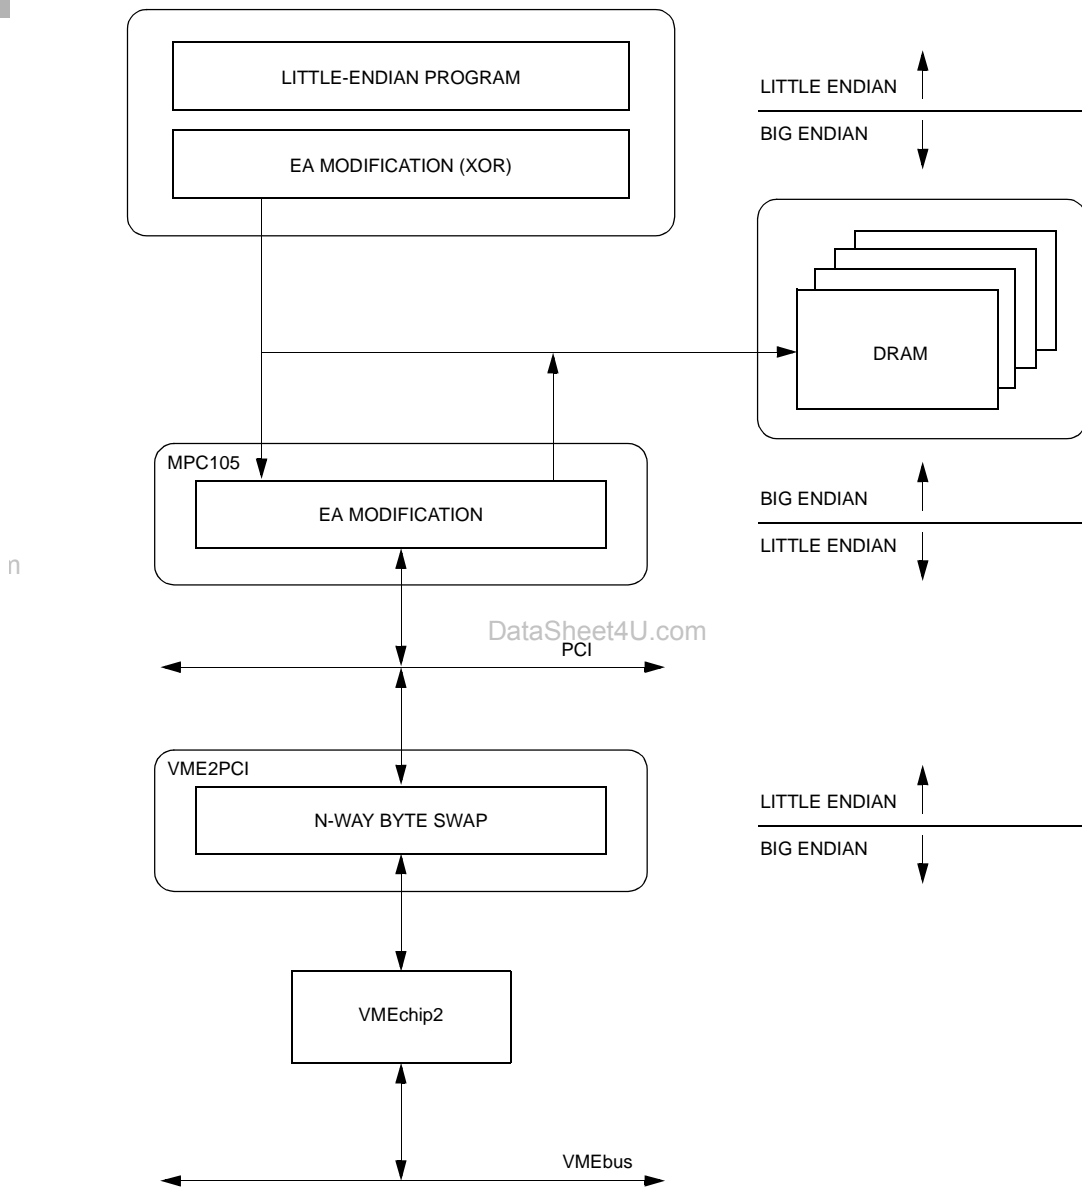 LITTLE-ENDIAN PROGRAM
LITTLE ENDIAN
BIG ENDIAN
EA MODIFICATION (XOR)
DRAM
MPC105
EA MODIFICATION
BIG ENDIAN
LITTLE ENDIAN
n
DataSheet4U.com
PCI
VME2PCI
N-WAY BYTE SWAP
LITTLE ENDIAN
BIG ENDIAN
VMEchip2
VMEbus